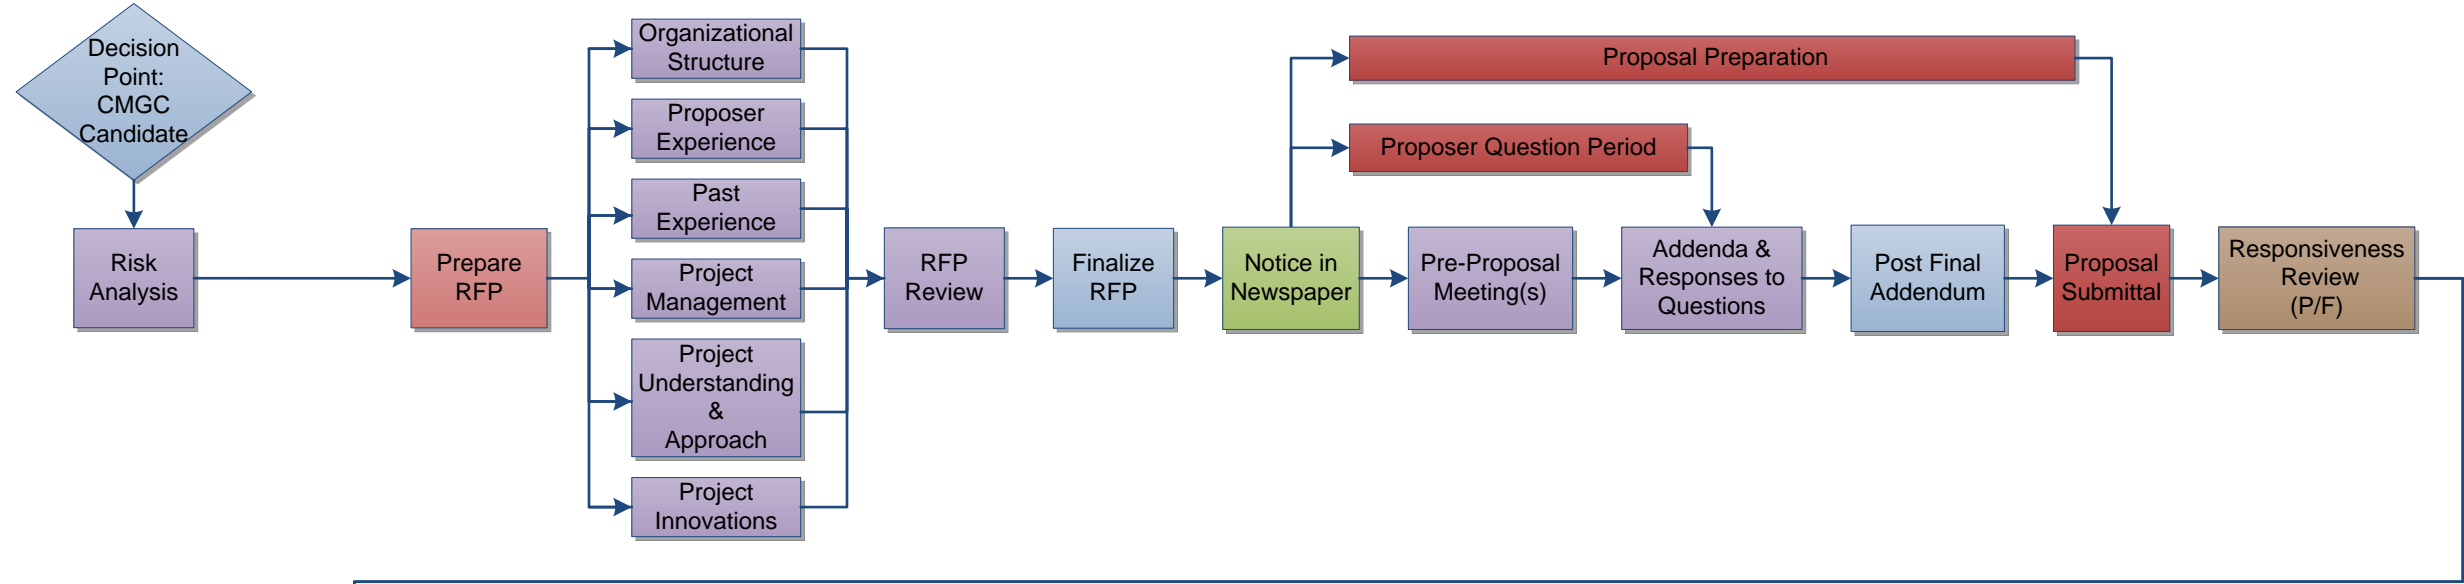 Decision
Point:
CMGC
Candidate
Risk
Analysis
Prepare
RFP
Organizational
Structure
Proposer
Experience
Past
Experience
Project
Management
Project
Understanding
&
Approach
Project
Innovations
RFP
Review
Finalize
RFP
Notice in
Newspaper
Proposal Preparation
Proposer Question Period
Pre-Proposal
Meeting(s)
Addenda &
Responses to
Questions
Post Final
Addendum
Proposal
Submittal
Responsiveness
Review
(P/F)